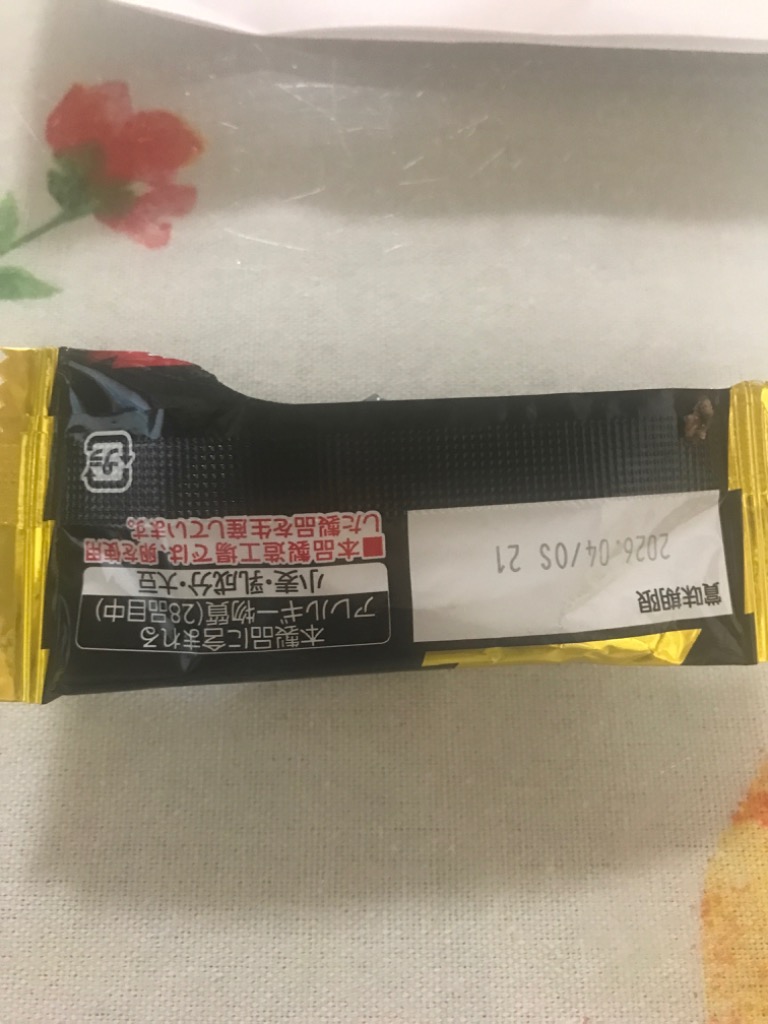 本製品に含まれる
アレルギー物質(28品目中)
小麦・乳成分・大豆
■本品製造工場では、卵を使用
した製品を生産しています。
プラ
賞味期限
2026.04/OS 21